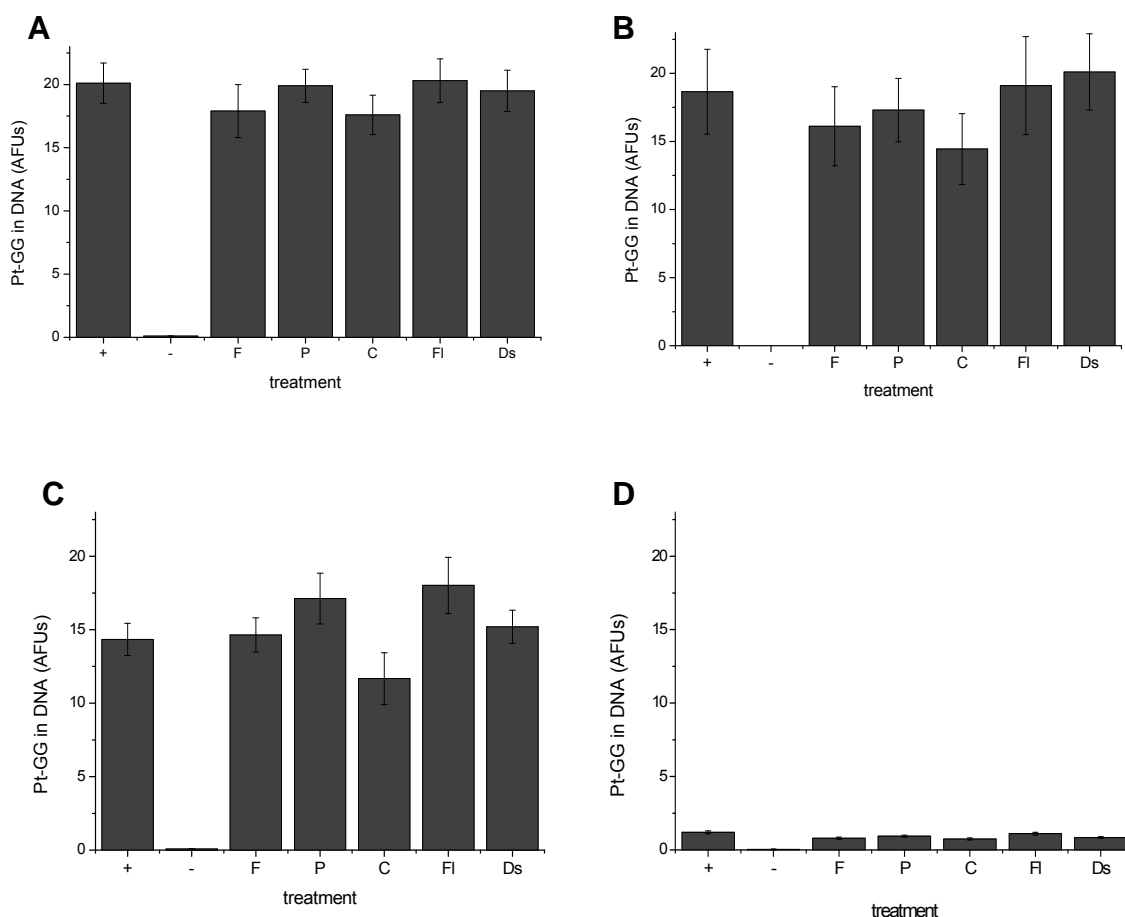 A
Pt-GG in DNA (AFUs)
20
15
10
5
0
+ - F P C Fl Ds
treatment
B
Pt-GG in DNA (AFUs)
20
15
10
5
0
+ - F P C Fl Ds
treatment
C
Pt-GG in DNA (AFUs)
20
15
10
5
0
+ - F P C Fl Ds
treatment
D
Pt-GG in DNA (AFUs)
20
15
10
5
0
+ - F P C Fl Ds
treatment